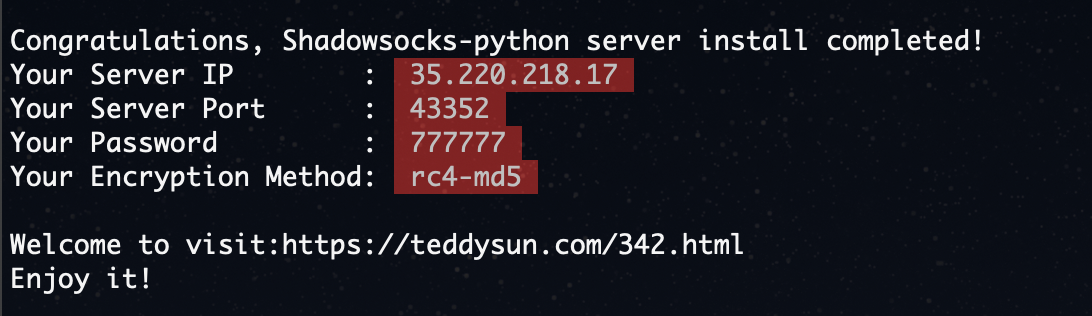 Congratulations, Shadowsocks-python server install completed!
Your Server IP        :  35.220.218.17
Your Server Port      :  43352
Your Password         :  777777
Your Encryption Method:  rc4-md5
Welcome to visit:https://teddysun.com/342.html
Enjoy it!